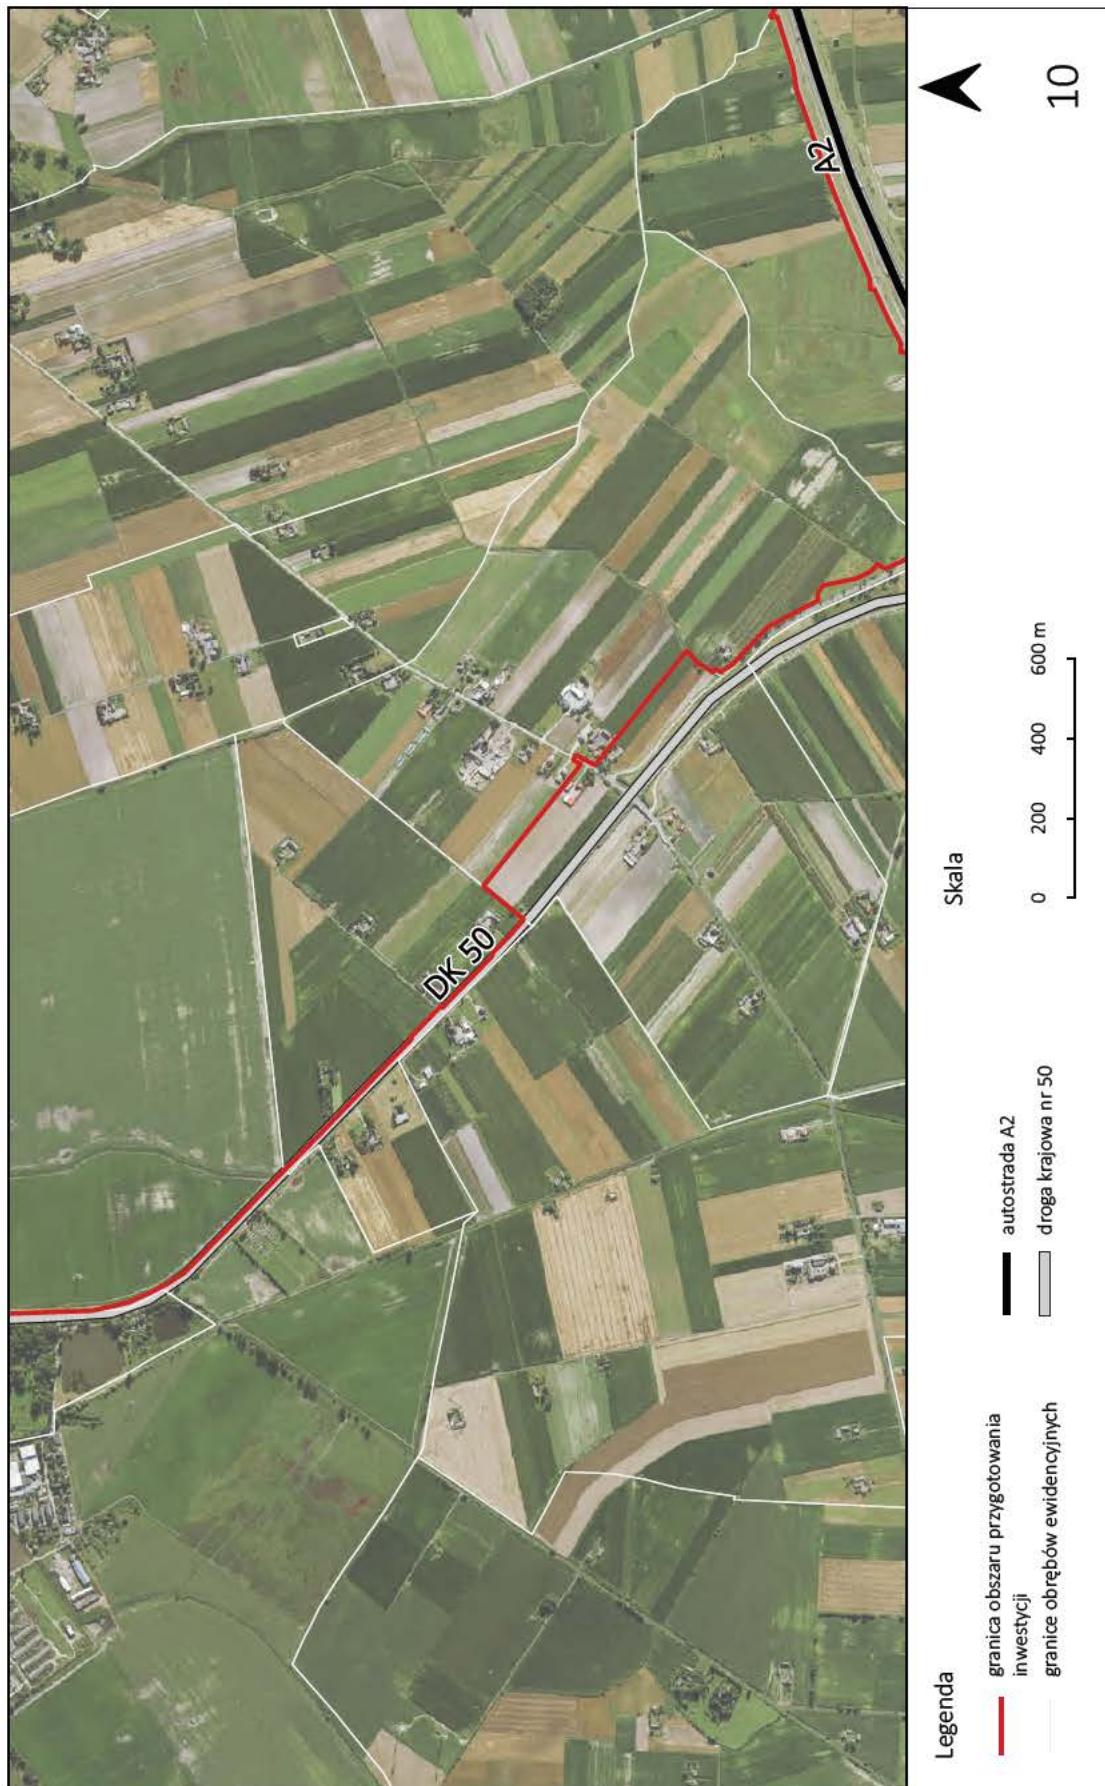 DK 50
A2
Legenda
granica obszaru przygotowania
inwestycji
granice obrębów ewidencyjnych
autostrada A2
droga krajowa nr 50
Skala
0 200 400 600 m
10